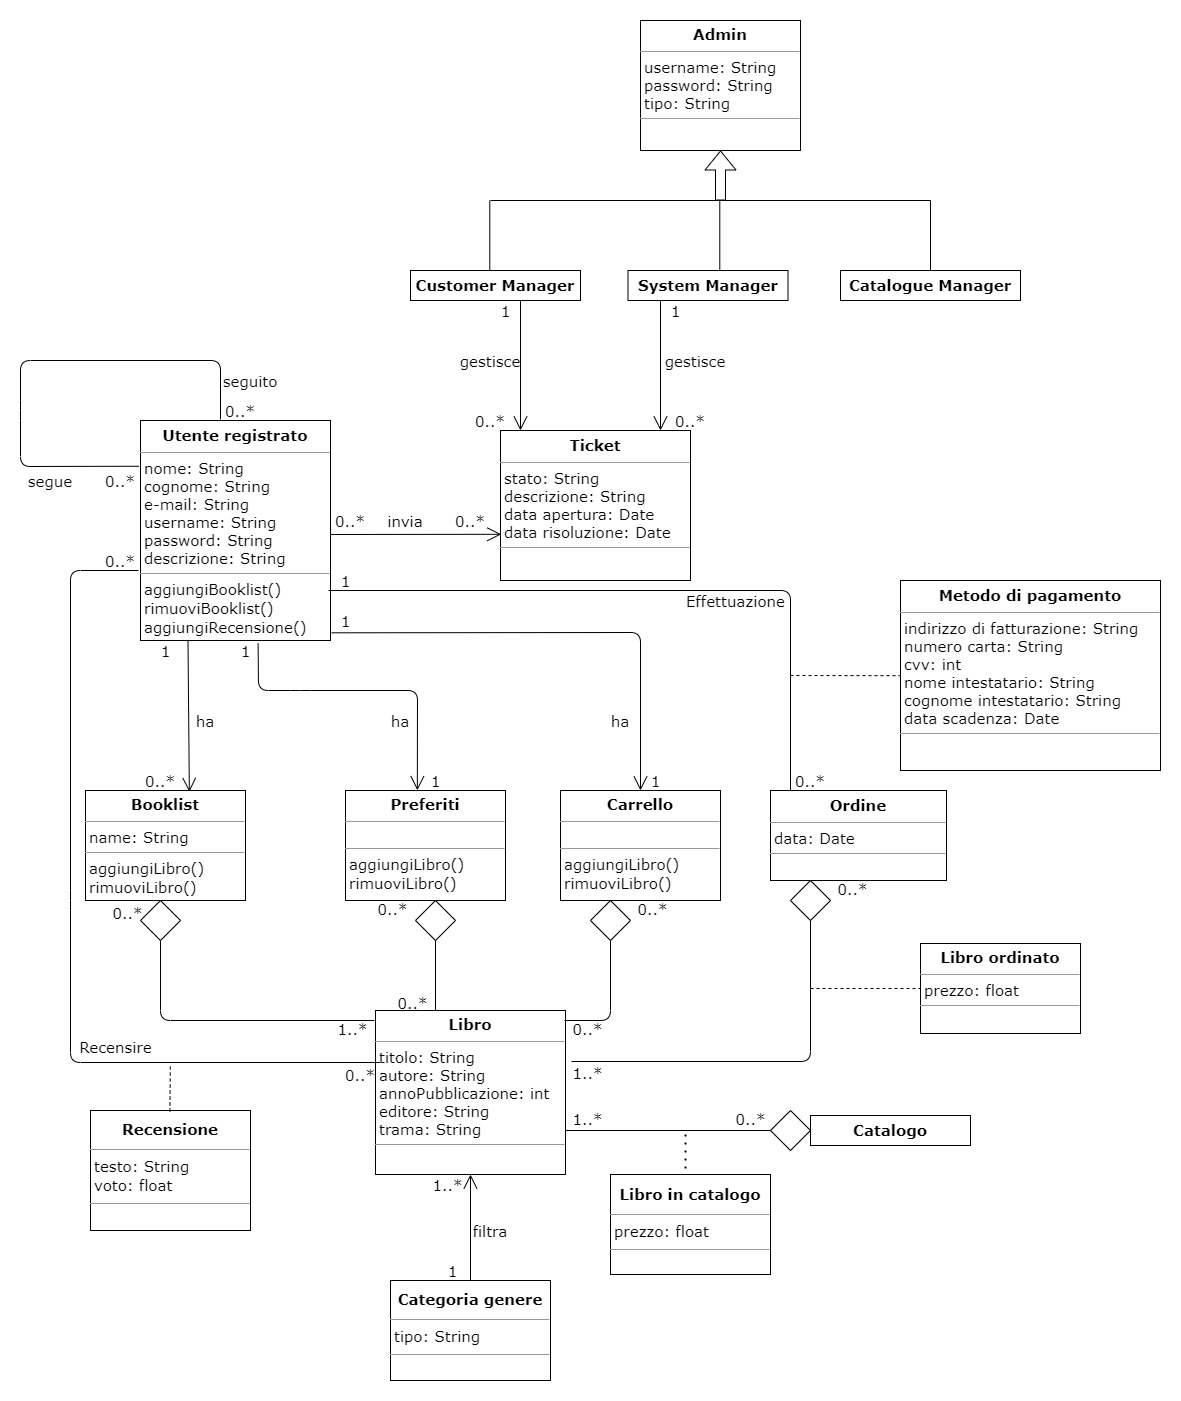 Admin
username: String
password: String
tipo: String
Customer Manager
System Manager
Catalogue Manager
1
1
gestisce
gestisce
0..*
0..*
seguito
0..*
segue
0..*
Utente registrato
nome: String
cognome: String
e-mail: String
username: String
password: String
descrizione: String
aggiungiBooklist()
rimuoviBooklist()
aggiungiRecensione()
Ticket
stato: String
descrizione: String
data apertura: Date
data risoluzione: Date
0..*
invia
0..*
0..*
1
Effettuazione
1
1
1
Metodo di pagamento
indirizzo di fatturazione: String
numero carta: String
cvv: int
nome intestatario: String
cognome intestatario: String
data scadenza: Date
ha
ha
ha
0..*
1
1
0..*
Booklist
name: String
aggiungiLibro()
rimuoviLibro()
Preferiti
aggiungiLibro()
rimuoviLibro()
Carrello
aggiungiLibro()
rimuoviLibro()
Ordine
data: Date
0..*
0..*
0..*
0..*
Libro ordinato
prezzo: float
0..*
1..*
0..*
Recensire
0..*
1..*
Libro
titolo: String
autore: String
annoPubblicazione: int
editore: String
trama: String
1..*
0..*
Catalogo
Recensione
testo: String
voto: float
Libro in catalogo
prezzo: float
1..*
filtra
1
Categoria genere
tipo: String